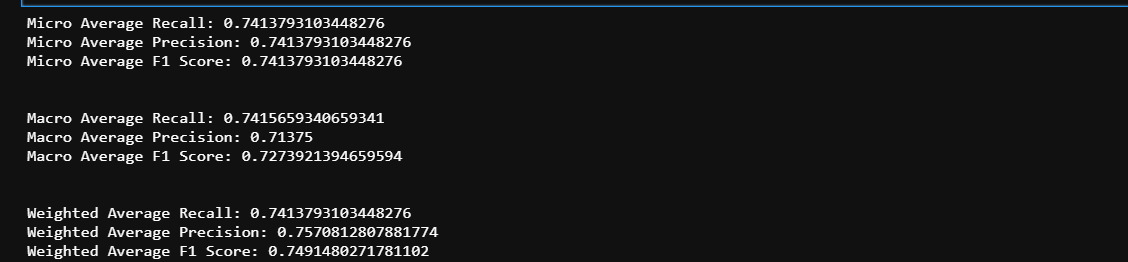 Micro Average Recall: 0.7413793103448276
Micro Average Precision: 0.7413793103448276
Micro Average F1 Score: 0.7413793103448276
Macro Average Recall: 0.7415659340659341
Macro Average Precision: 0.71375
Macro Average F1 Score: 0.7273921394659594
Weighted Average Recall: 0.7413793103448276
Weighted Average Precision: 0.7570812807881774
Weighted Average F1 Score: 0.7491480271781102